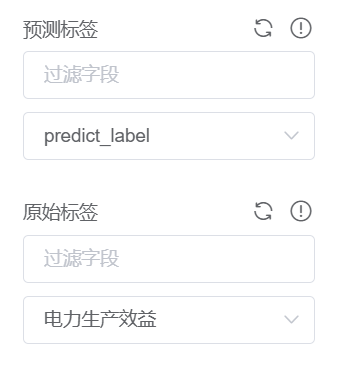 预测标签
过滤字段
predict_label
原始标签
过滤字段
电力生产效益